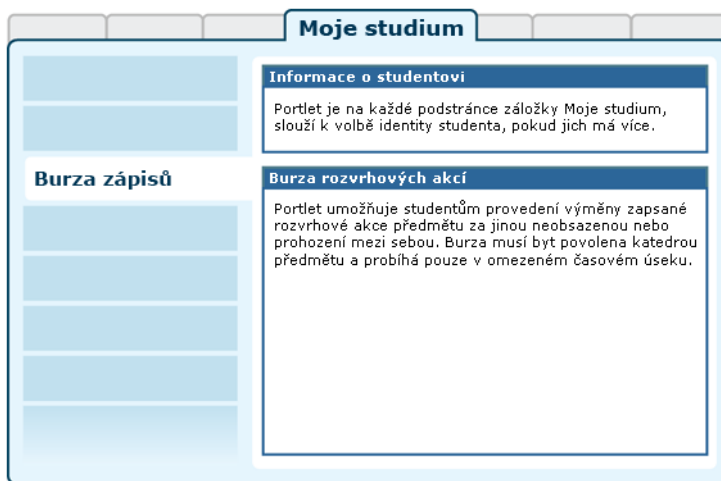 Moje studium
Informace o studentovi
Portlet je na každé podstránce záložky Moje studium,
slouží k volbě identity studenta, pokud jich má více.
Burza zápisů
Burza rozvrhových akcí
Portlet umožňuje studentům provedení výměny zapsané
rozvrhové akce předmětu za jinou neobsazenou nebo
prohození mezi sebou. Burza musí byt povolena katedrou
předmětu a probíhá pouze v omezeném časovém úseku.